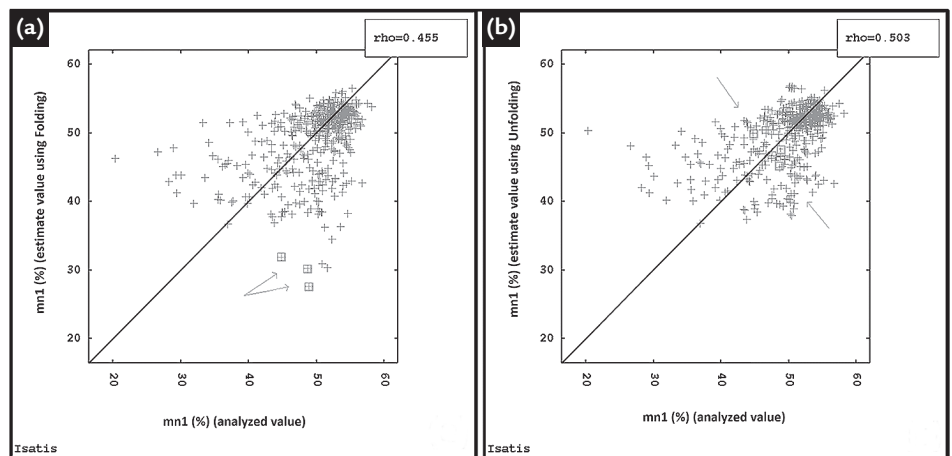 (a)
rho=0.455
mn1 (%) (estimate value using Folding)
60
50
40
30
20
20
30
40
50
60
mn1 (%) (analyzed value)
Isatis
(b)
rho=0.503
mn1 (%) (estimate value using Unfolding)
60
50
40
30
20
20
30
40
50
60
mn1 (%) (analyzed value)
Isatis